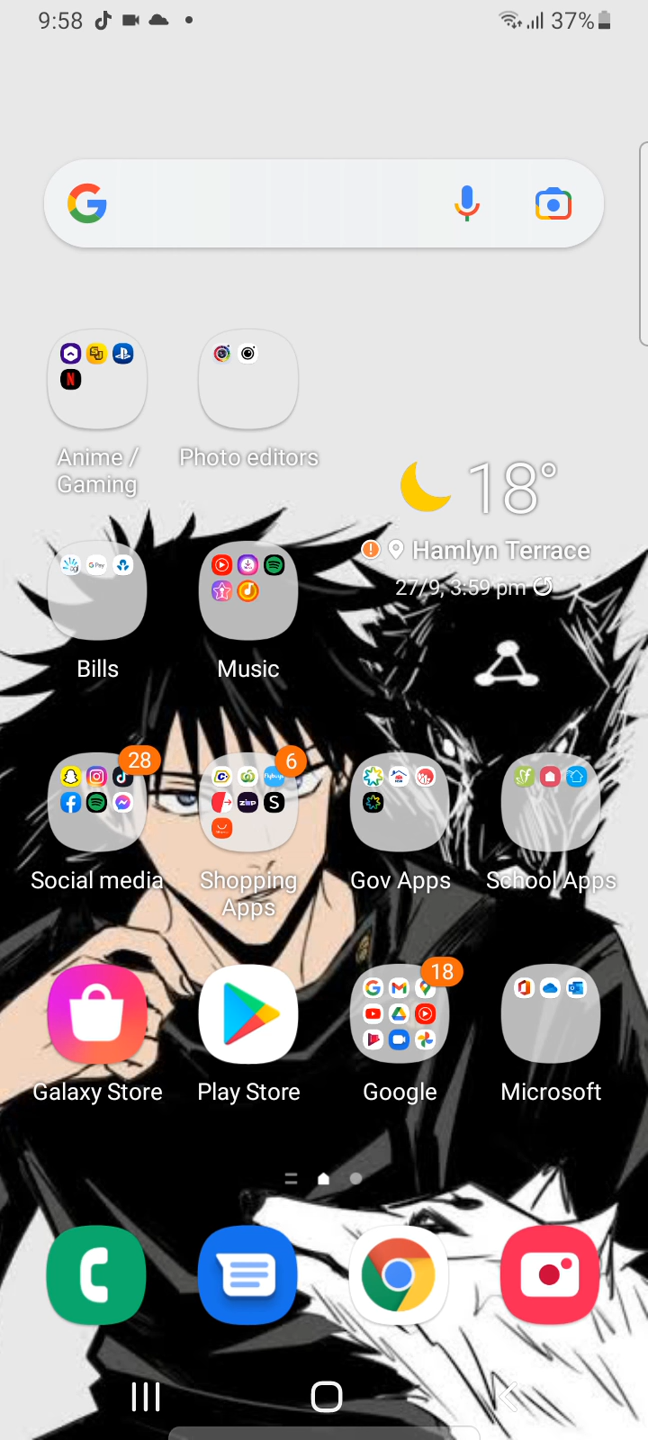 9:58
37%
Anime /
Gaming
Photo editors
18°
Hamlyn Terrace
27/9, 3:59 pm
Bills
Music
28
6
Social media
Shopping
Apps
Gov Apps
School Apps
18
Galaxy Store
Play Store
Google
Microsoft